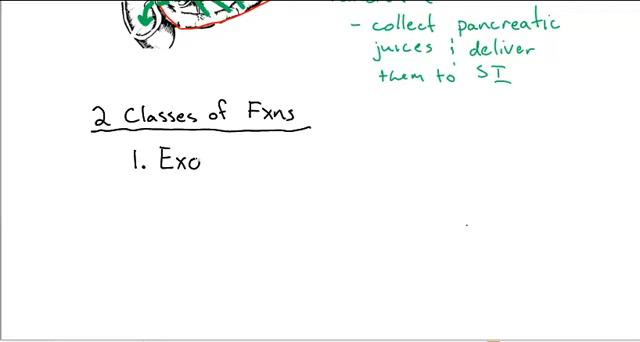 - collect pancreatic
juices & deliver
them to SI
2 Classes of Fxns
1. Exo